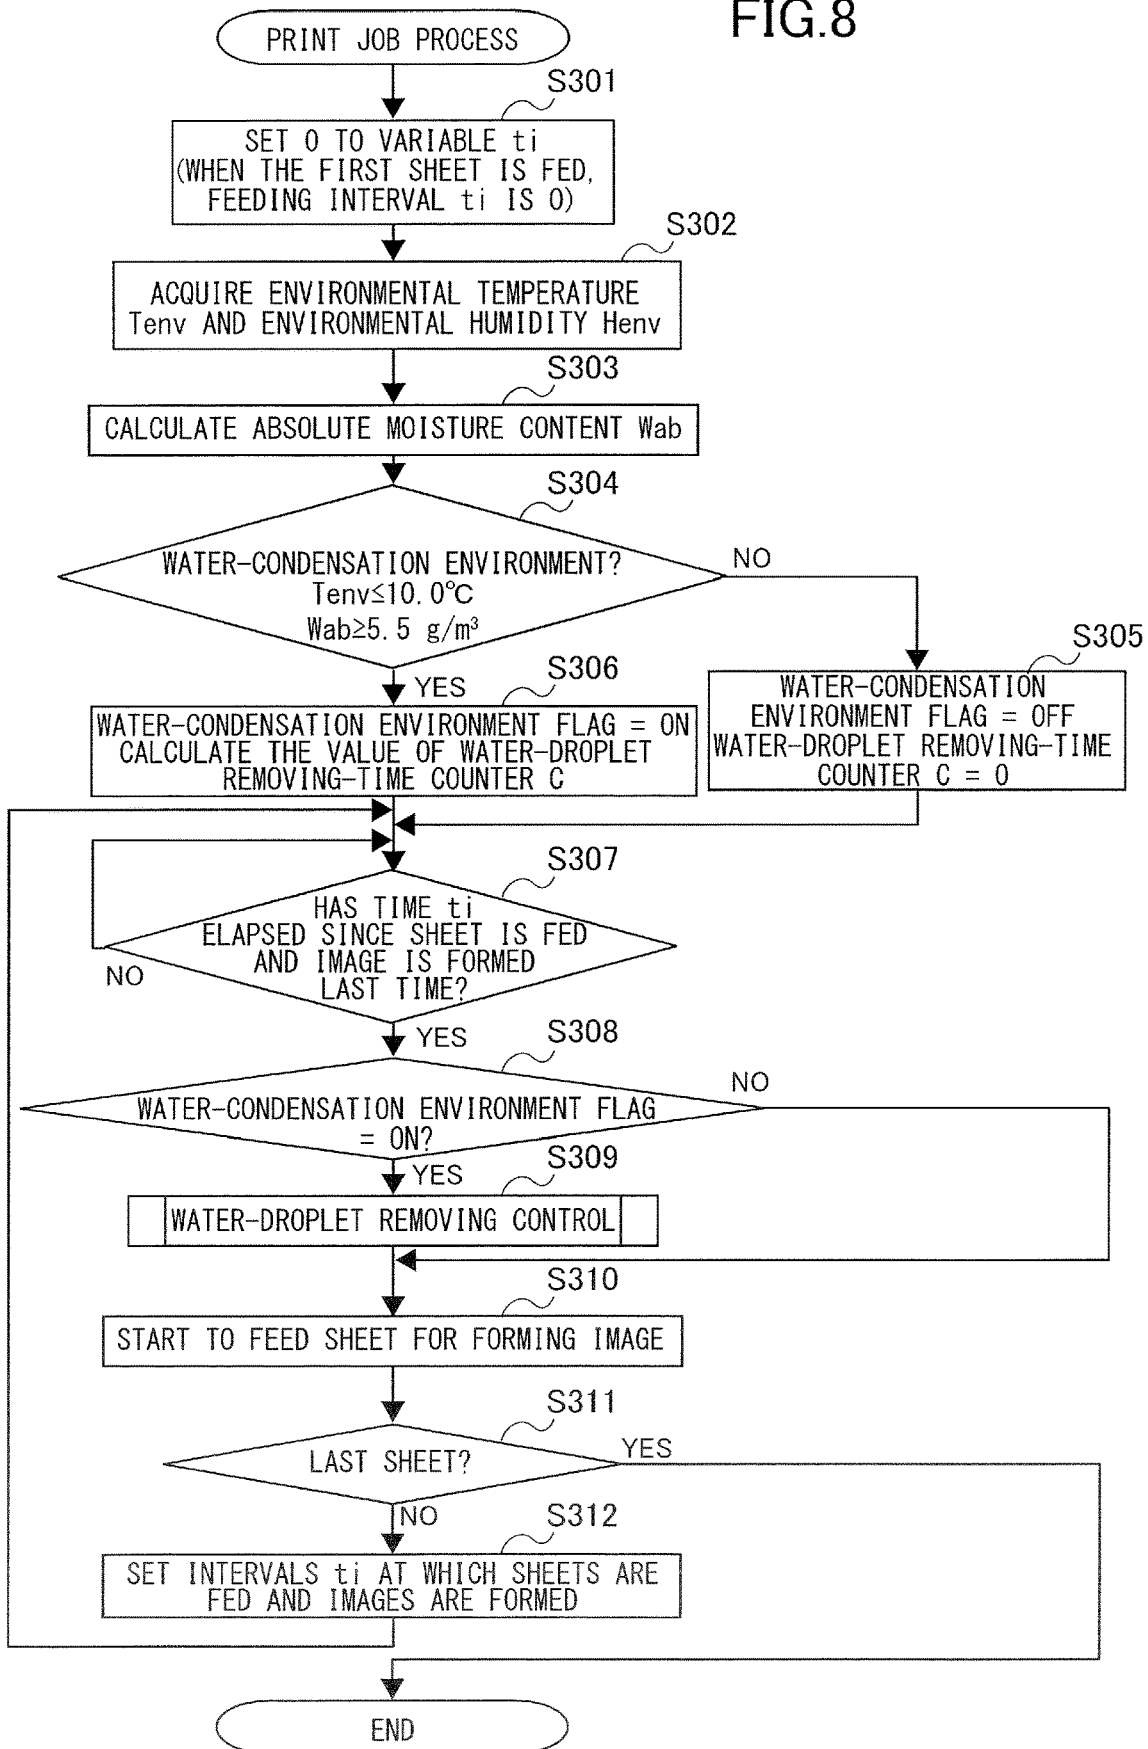 FIG.8
PRINT JOB PROCESS
S301
SET 0 TO VARIABLE ti
(WHEN THE FIRST SHEET IS FED,
FEEDING INTERVAL ti IS 0)
S302
ACQUIRE ENVIRONMENTAL TEMPERATURE
Tenv AND ENVIRONMENTAL HUMIDITY Henv
S303
CALCULATE ABSOLUTE MOISTURE CONTENT Wab
S304
WATER-CONDENSATION ENVIRONMENT?
Tenv≤10.0℃
Wab≥5.5 g/m³
NO
YES
S305
WATER-CONDENSATION
ENVIRONMENT FLAG = OFF
WATER-DROPLET REMOVING-TIME
COUNTER C = 0
S306
WATER-CONDENSATION ENVIRONMENT FLAG = ON
CALCULATE THE VALUE OF WATER-DROPLET
REMOVING-TIME COUNTER C
S307
HAS TIME ti
ELAPSED SINCE SHEET IS FED
AND IMAGE IS FORMED
LAST TIME?
NO
YES
S308
WATER-CONDENSATION ENVIRONMENT FLAG
= ON?
NO
YES
S309
WATER-DROPLET REMOVING CONTROL
S310
START TO FEED SHEET FOR FORMING IMAGE
S311
LAST SHEET?
YES
NO
S312
SET INTERVALS ti AT WHICH SHEETS ARE
FED AND IMAGES ARE FORMED
END